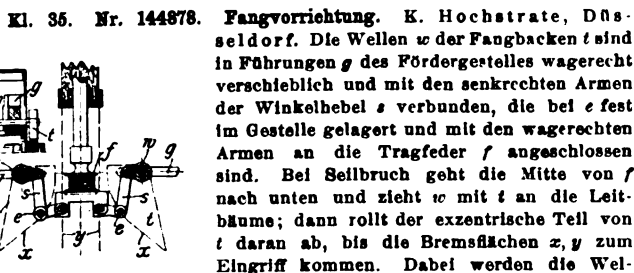 Kl. 35. Nr. 144878. Fangvorrichtung. K. Hochstrate, Düs-
seldorf. Die Wellen w der Fangbacken t sind
in Führungen g des Fördergestelles wagerecht
verschieblich und mit den senkrechten Armen
der Winkelhebel s verbunden, die bei e fest
im Gestelle gelagert und mit den wagerechten
Armen an die Tragfeder f angeschlossen
sind. Bei Seilbruch geht die Mitte von f
nach unten und zieht w mit t an die Leit-
bäume; dann rollt der exzentrische Teil von
t daran ab, bis die Bremsflächen x, y zum
Eingriff kommen. Dabei werden die Wel-
g
t
f
w
g
s
s
t
e
e
x
y
x